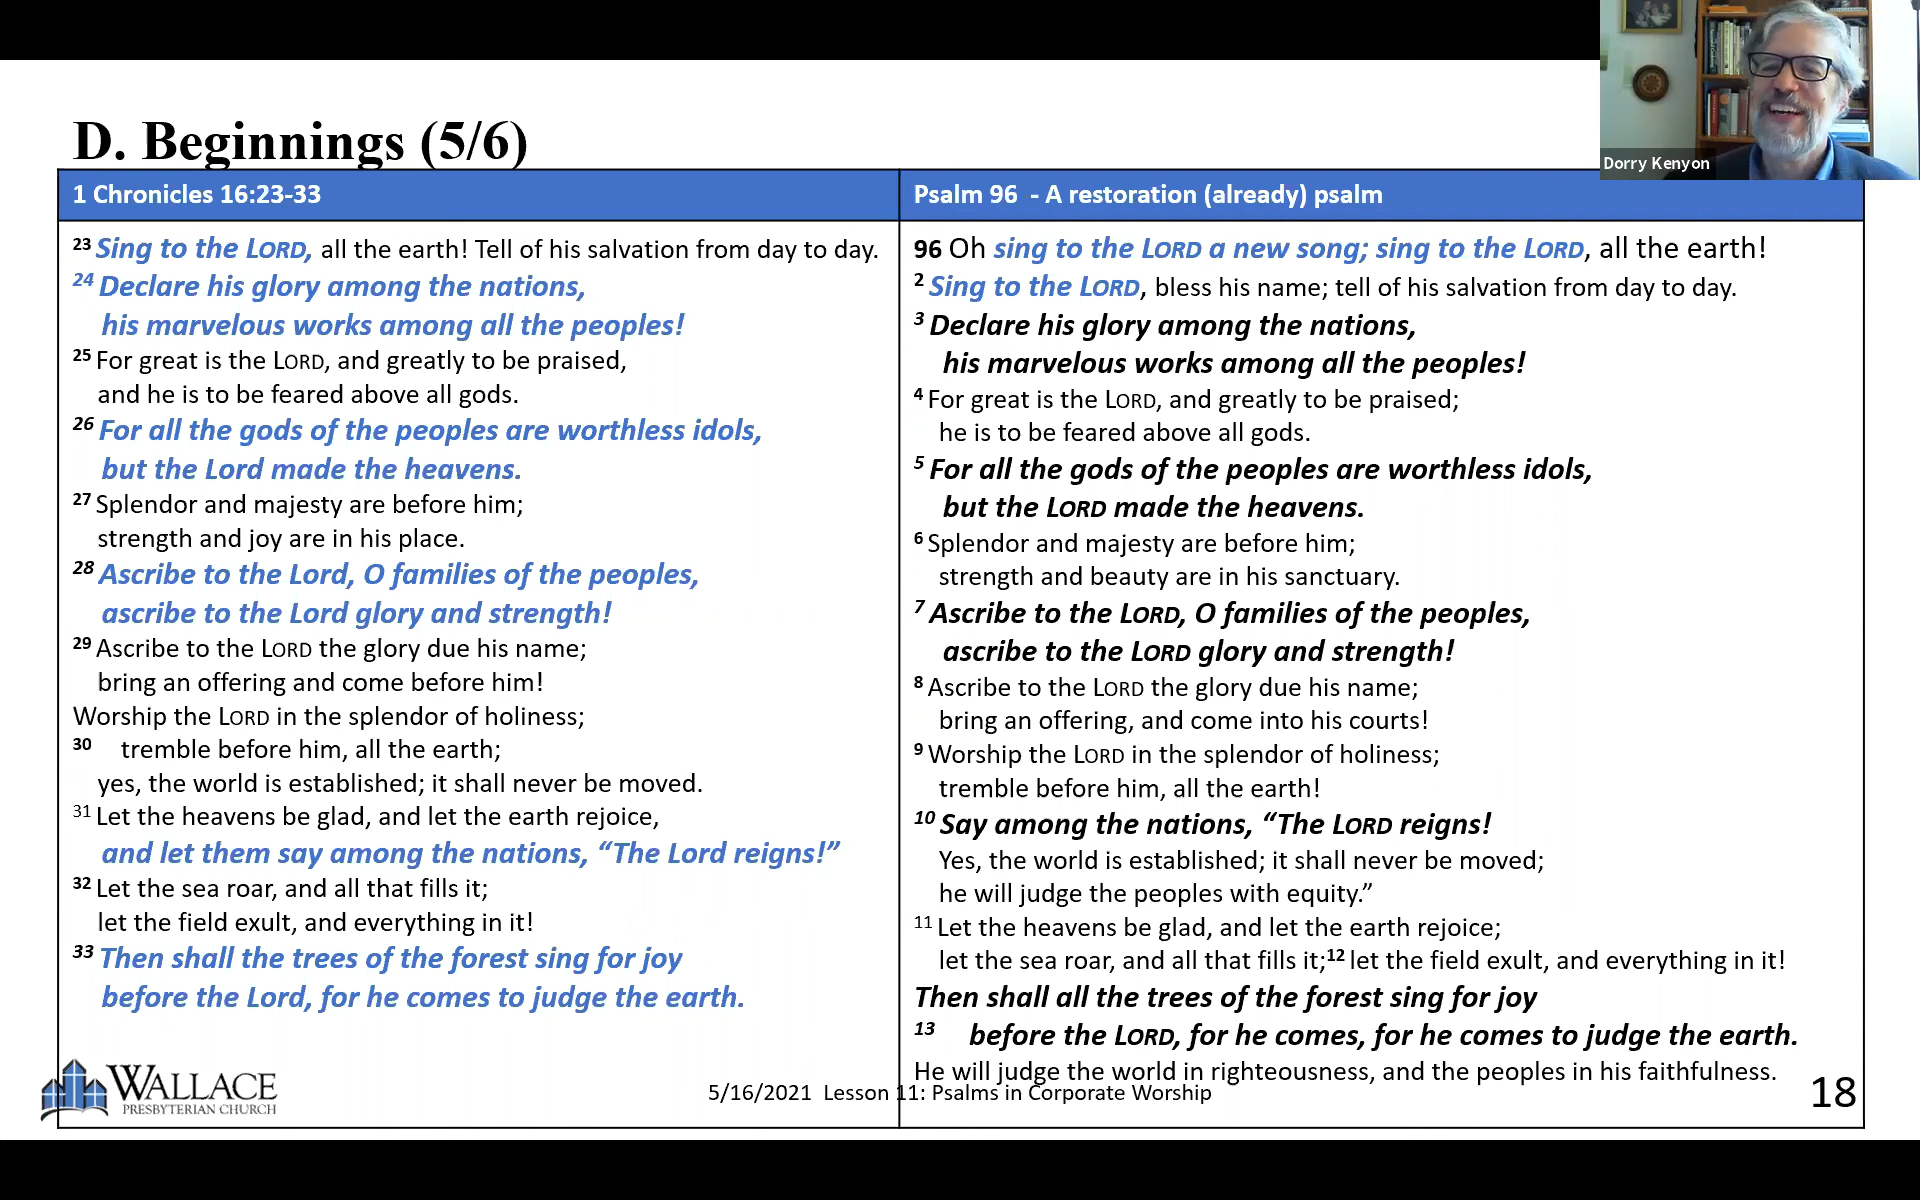 Dorry Kenyon
D. Beginnings (5/6)
1 Chronicles 16:23-33
23 Sing to the LORD, all the earth! Tell of his salvation from day to day.
24 Declare his glory among the nations,
his marvelous works among all the peoples!
25 For great is the LORD, and greatly to be praised,
and he is to be feared above all gods.
26 For all the gods of the peoples are worthless idols,
but the Lord made the heavens.
27 Splendor and majesty are before him;
strength and joy are in his place.
28 Ascribe to the Lord, O families of the peoples,
ascribe to the Lord glory and strength!
29 Ascribe to the LORD the glory due his name;
bring an offering and come before him!
Worship the LORD in the splendor of holiness;
30 tremble before him, all the earth;
yes, the world is established; it shall never be moved.
31 Let the heavens be glad, and let the earth rejoice,
and let them say among the nations, “The Lord reigns!”
32 Let the sea roar, and all that fills it;
let the field exult, and everything in it!
33 Then shall the trees of the forest sing for joy
before the Lord, for he comes to judge the earth.
Psalm 96 - A restoration (already) psalm
96 Oh sing to the LORD a new song; sing to the LORD, all the earth!
2 Sing to the LORD, bless his name; tell of his salvation from day to day.
3 Declare his glory among the nations,
his marvelous works among all the peoples!
4 For great is the LORD, and greatly to be praised;
he is to be feared above all gods.
5 For all the gods of the peoples are worthless idols,
but the LORD made the heavens.
6 Splendor and majesty are before him;
strength and beauty are in his sanctuary.
7 Ascribe to the LORD, O families of the peoples,
ascribe to the LORD glory and strength!
8 Ascribe to the LORD the glory due his name;
bring an offering, and come into his courts!
9 Worship the LORD in the splendor of holiness;
tremble before him, all the earth!
10 Say among the nations, “The LORD reigns!
Yes, the world is established; it shall never be moved;
he will judge the peoples with equity.”
11 Let the heavens be glad, and let the earth rejoice;
let the sea roar, and all that fills it; 12 let the field exult, and everything in it!
Then shall all the trees of the forest sing for joy
13 before the LORD, for he comes, for he comes to judge the earth.
He will judge the world in righteousness, and the peoples in his faithfulness.
WALLACE
PRESBYTERIAN CHURCH
5/16/2021 Lesson 11: Psalms in Corporate Worship
18